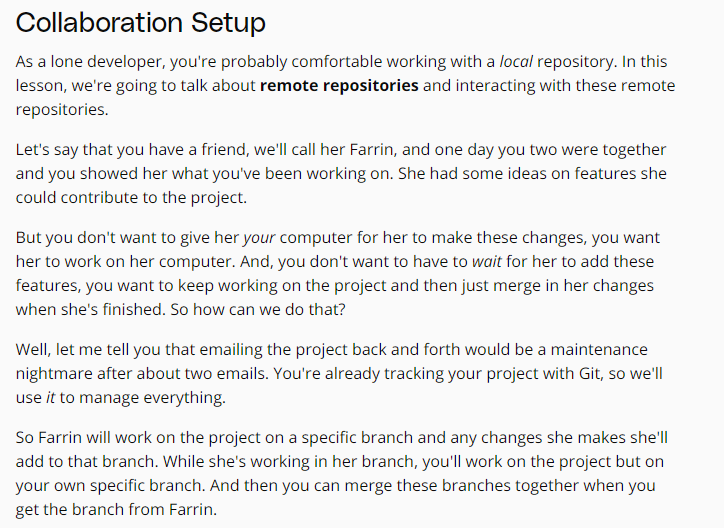 Collaboration Setup
As a lone developer, you're probably comfortable working with a local repository. In this
lesson, we're going to talk about remote repositories and interacting with these remote
repositories.
Let's say that you have a friend, we'll call her Farrin, and one day you two were together
and you showed her what you've been working on. She had some ideas on features she
could contribute to the project.
But you don't want to give her your computer for her to make these changes, you want
her to work on her computer. And, you don't want to have to wait for her to add these
features, you want to keep working on the project and then just merge in her changes
when she's finished. So how can we do that?
Well, let me tell you that emailing the project back and forth would be a maintenance
nightmare after about two emails. You're already tracking your project with Git, so we'll
use it to manage everything.
So Farrin will work on the project on a specific branch and any changes she makes she'll
add to that branch. While she's working in her branch, you'll work on the project but on
your own specific branch. And then you can merge these branches together when you
get the branch from Farrin.